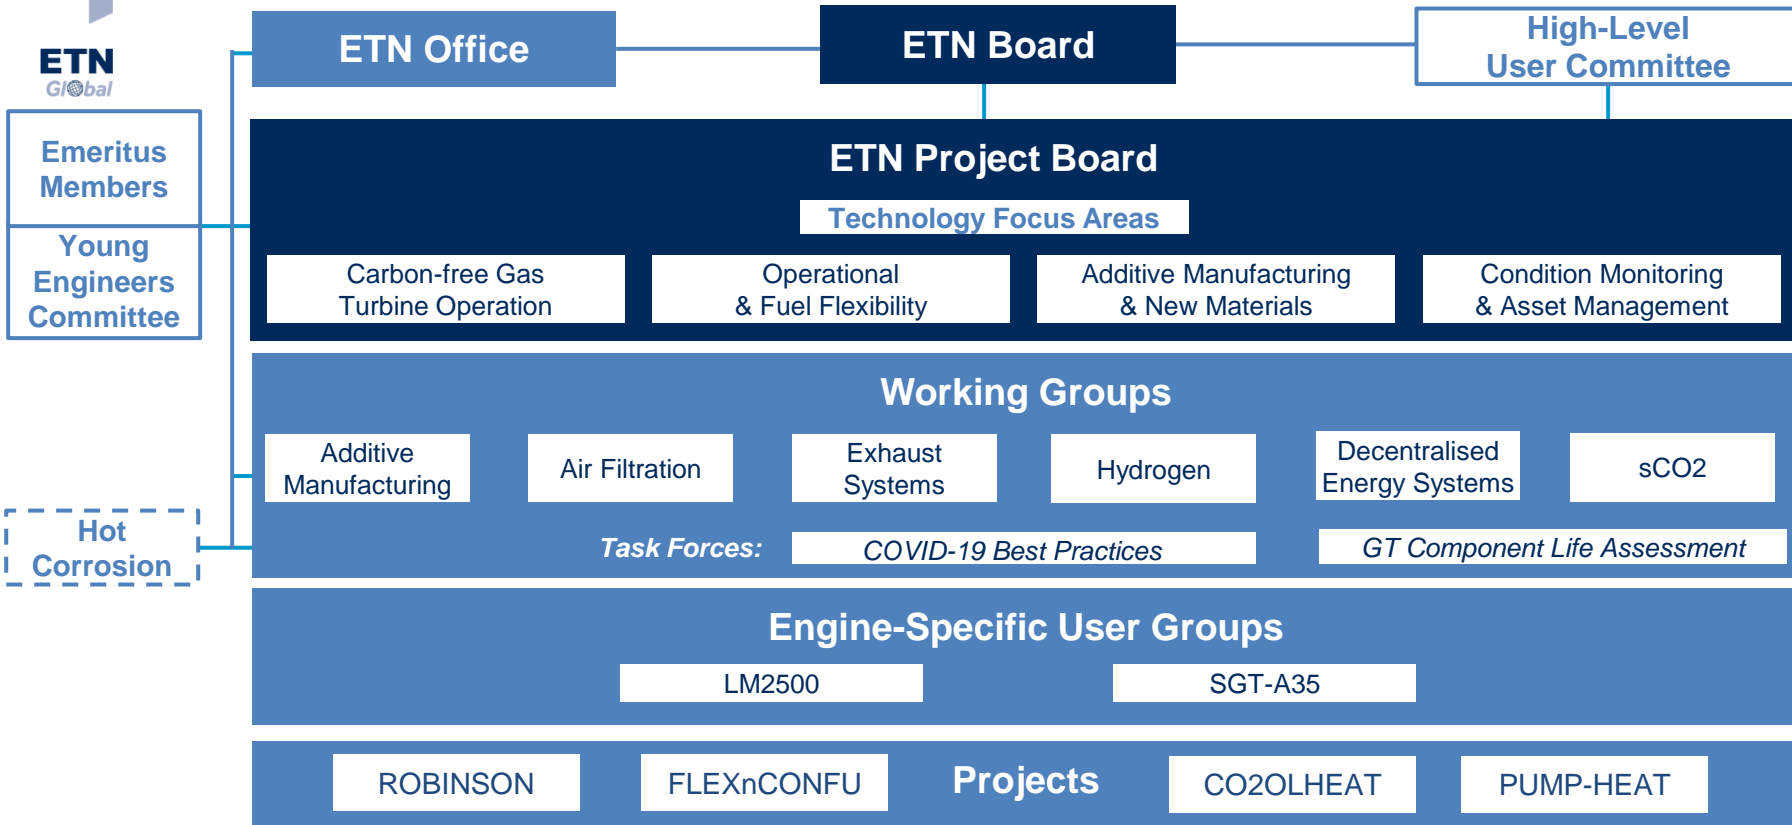 ETN
Global
ETN Office
ETN Board
High-Level
User Committee
Emeritus
Members
Young
Engineers
Committee
ETN Project Board
Technology Focus Areas
Carbon-free Gas
Turbine Operation
Operational
& Fuel Flexibility
Additive Manufacturing
& New Materials
Condition Monitoring
& Asset Management
Working Groups
Additive
Manufacturing
Air Filtration
Exhaust
Systems
Hydrogen
Decentralised
Energy Systems
sCO2
Hot
Corrosion
Task Forces:
COVID-19 Best Practices
GT Component Life Assessment
Engine-Specific User Groups
LM2500
SGT-A35
ROBINSON
FLEXnCONFU
Projects
CO2OLHEAT
PUMP-HEAT